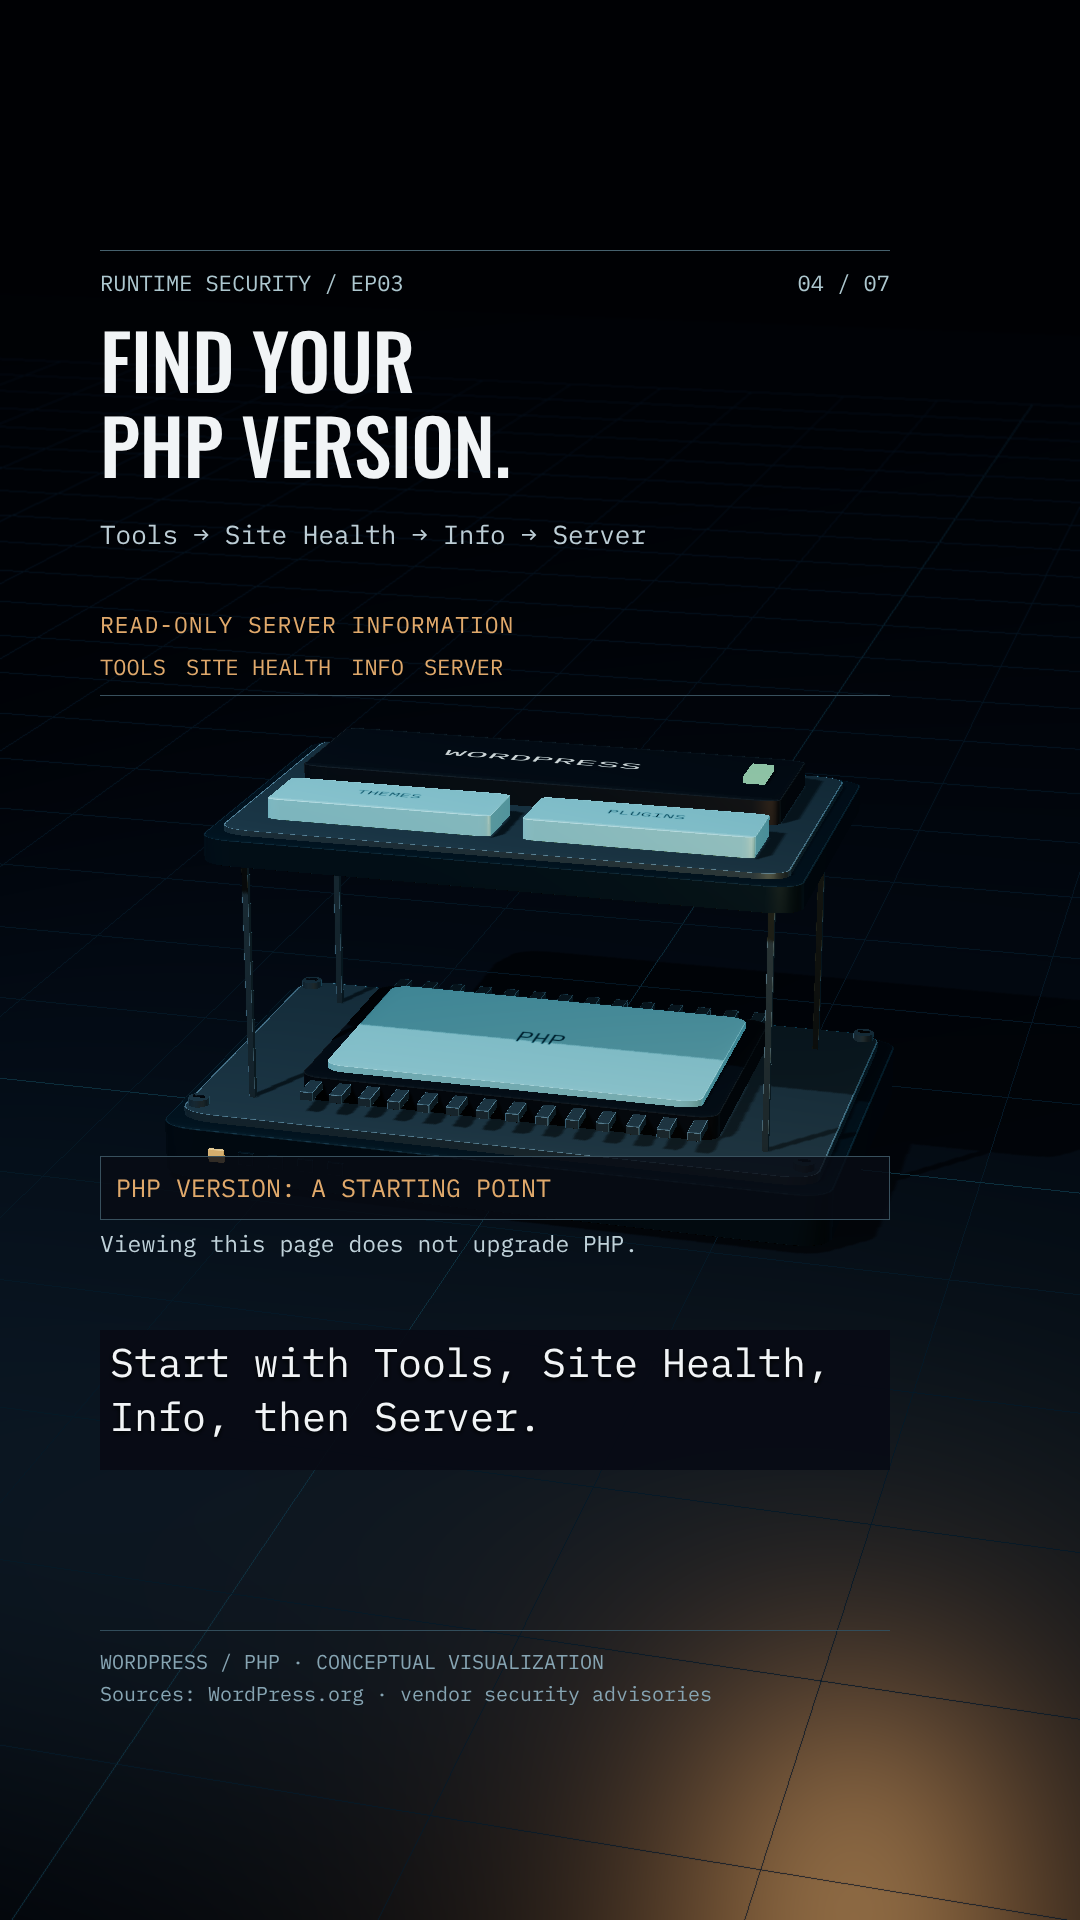 RUNTIME SECURITY / EP03
04 / 07
FIND YOUR
PHP VERSION.
Tools → Site Health → Info → Server
READ-ONLY SERVER INFORMATION
TOOLS SITE HEALTH INFO SERVER
WORDPRESS
THEMES
PLUGINS
PHP
PHP VERSION: A STARTING POINT
Viewing this page does not upgrade PHP.
Start with Tools, Site Health,
Info, then Server.
WORDPRESS / PHP · CONCEPTUAL VISUALIZATION
Sources: WordPress.org · vendor security advisories